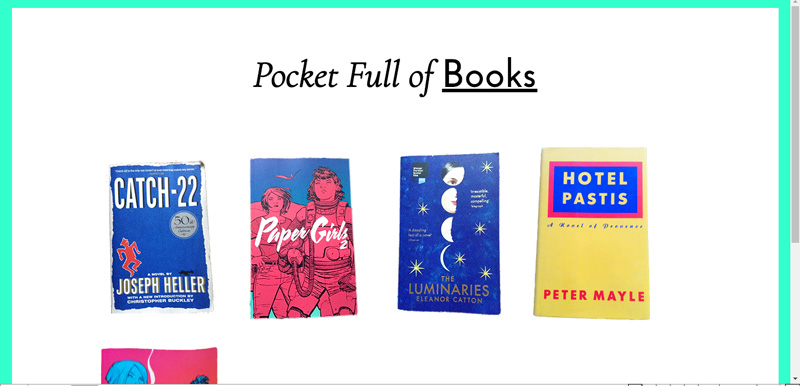 Pocket Full of Books
CATCH-22
50th
Anniversary
Edition
A NOVEL BY
JOSEPH HELLER
WITH A NEW INTRODUCTION BY
CHRISTOPHER BUCKLEY
Paper Girls
2
Irresistible,
masterful,
compelling
A dazzling
feat of a novel
THE
LUMINARIES
ELEANOR CATTON
HOTEL
PASTIS
A Novel of Provence
PETER MAYLE